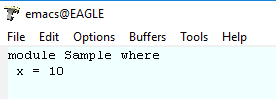 emacs@EAGLE
File Edit Options Buffers Tools Help
module Sample where
 x = 10